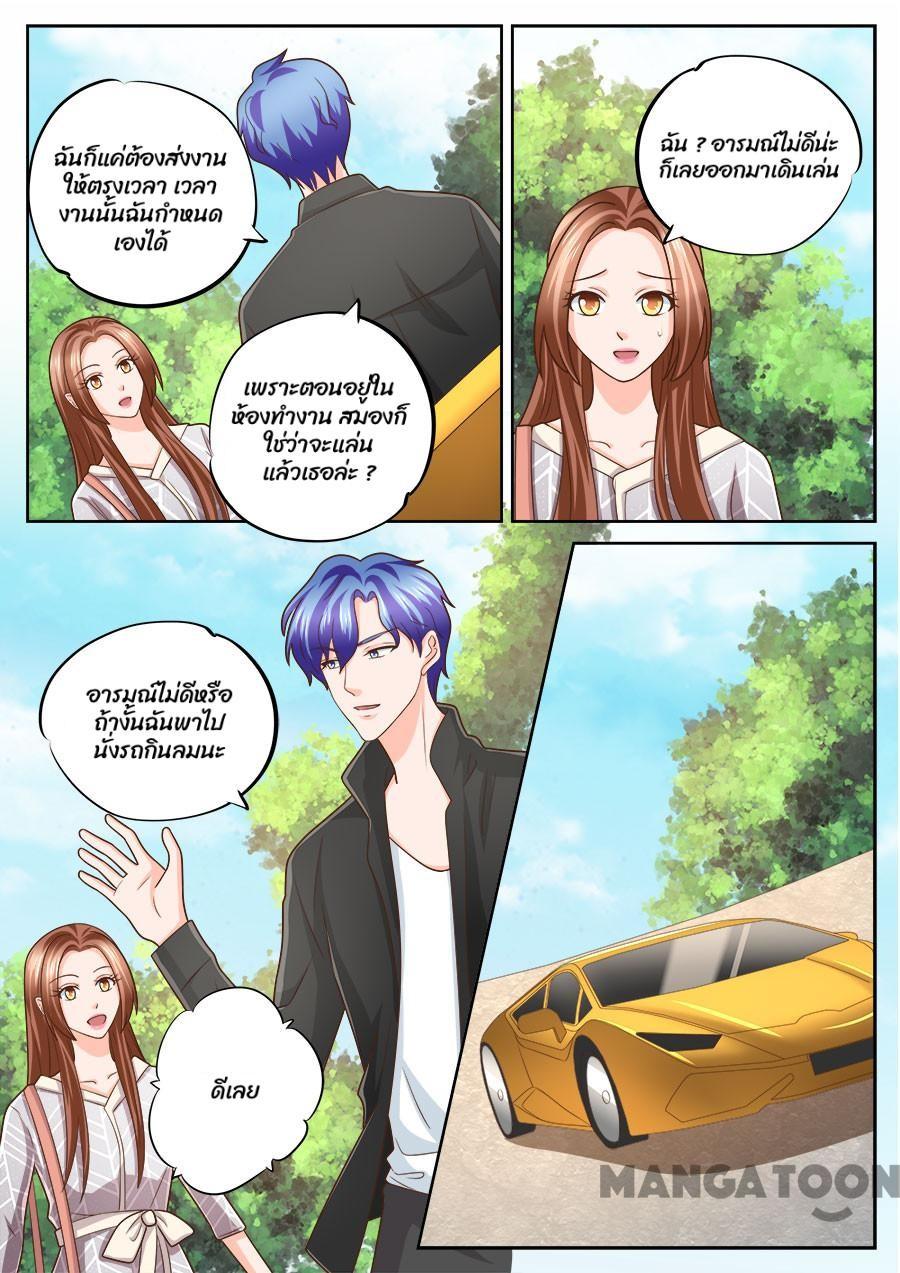 ฉันก็แค่ต้องส่งงาน
ให้ตรงเวลา เวลา
งานนั้นฉันกำหนด
เองได้
เพราะตอนอยู่ใน
ห้องทำงาน สมองก็
ใช่ว่าจะแล่น
แล้วเธอล่ะ ?
ฉัน ? อารมณ์ไม่ดีน่ะ
ก็เลยออกมาเดินเล่น
อารมณ์ไม่ดีหรือ
ถ้างั้นฉันพาไป
นั่งรถกินลมนะ
ดีเลย
MANGATOON